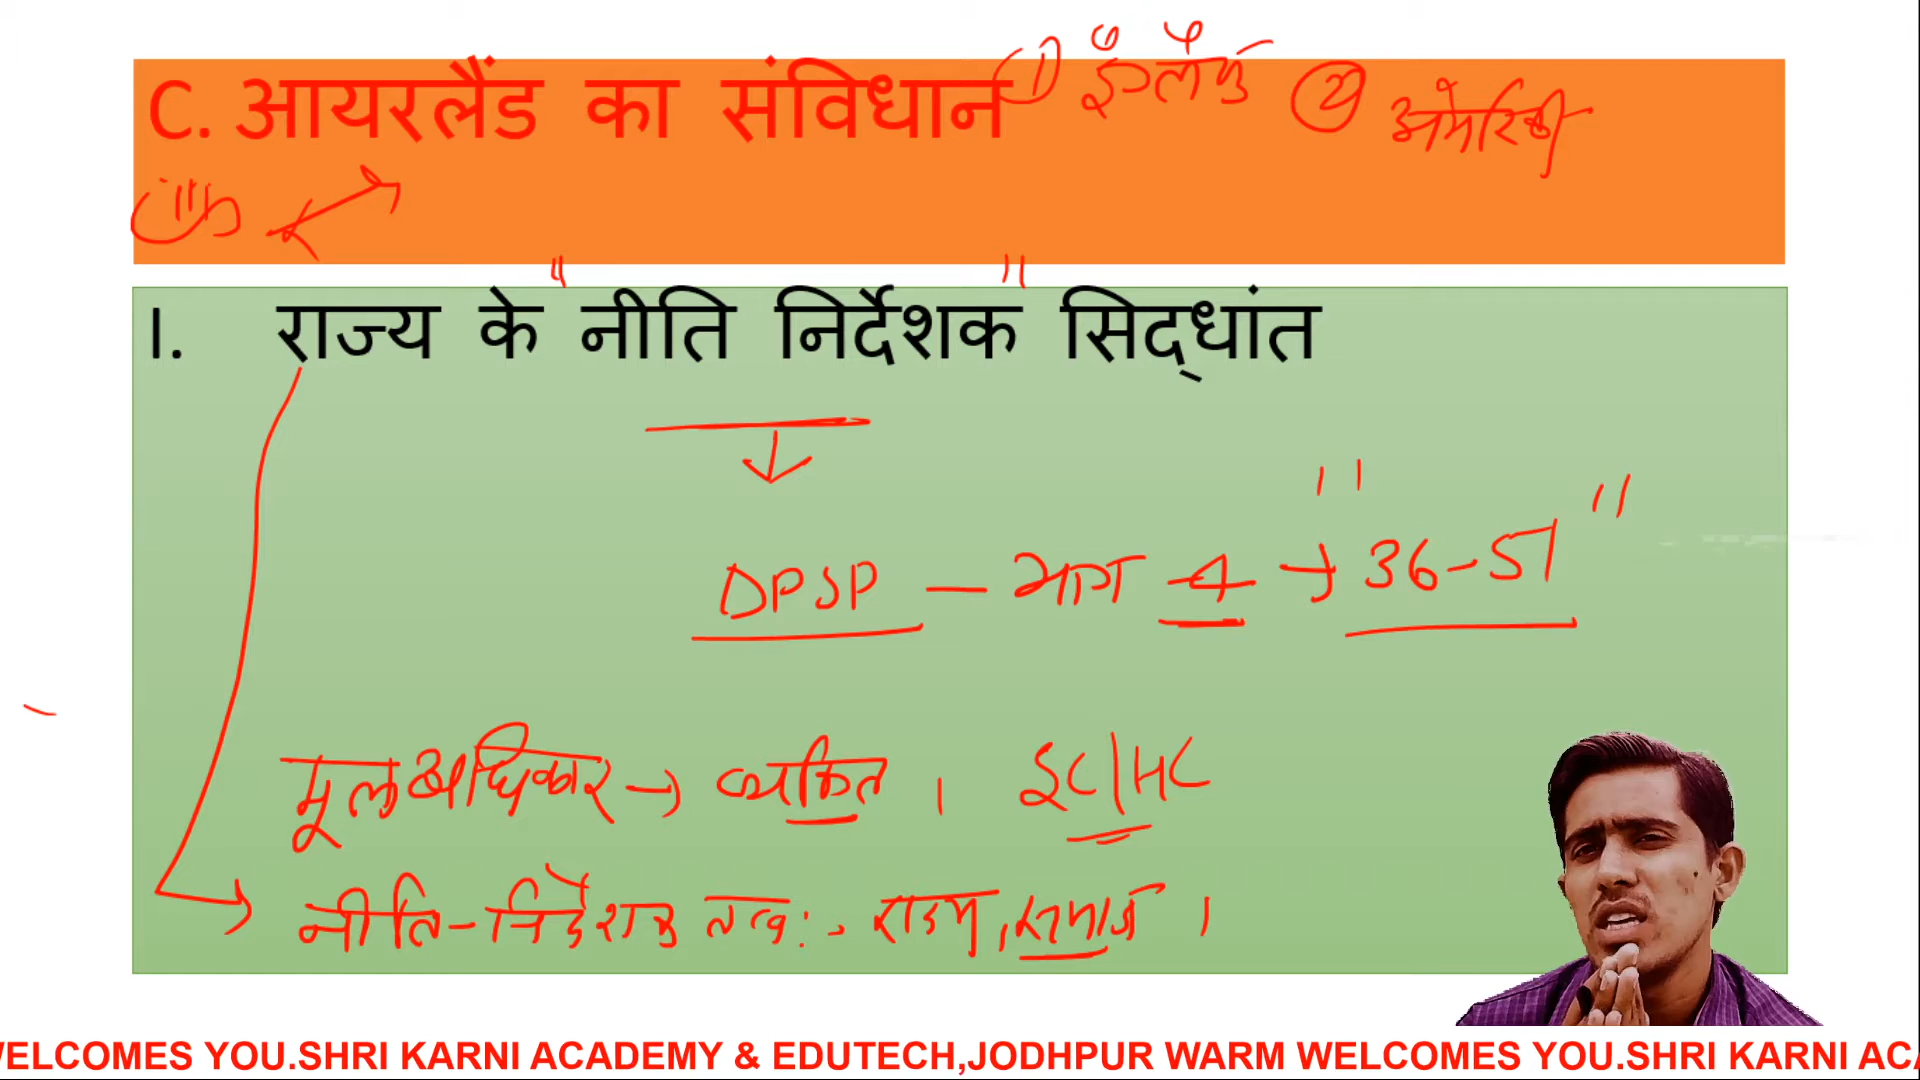 C. आयरलैंड का संविधान ① इंग्लैंड ② अमेरिकी
I. राज्य के "नीति निर्देशक" सिद्धांत
DPSP — भाग 4 → "36-51"
मूल अधिकार → व्यक्ति , SC/HC
नीति-निर्देशक तत्व :- राज्य, समाज ।
WELCOMES YOU.SHRI KARNI ACADEMY & EDUTECH,JODHPUR WARM WELCOMES YOU.SHRI KARNI ACA